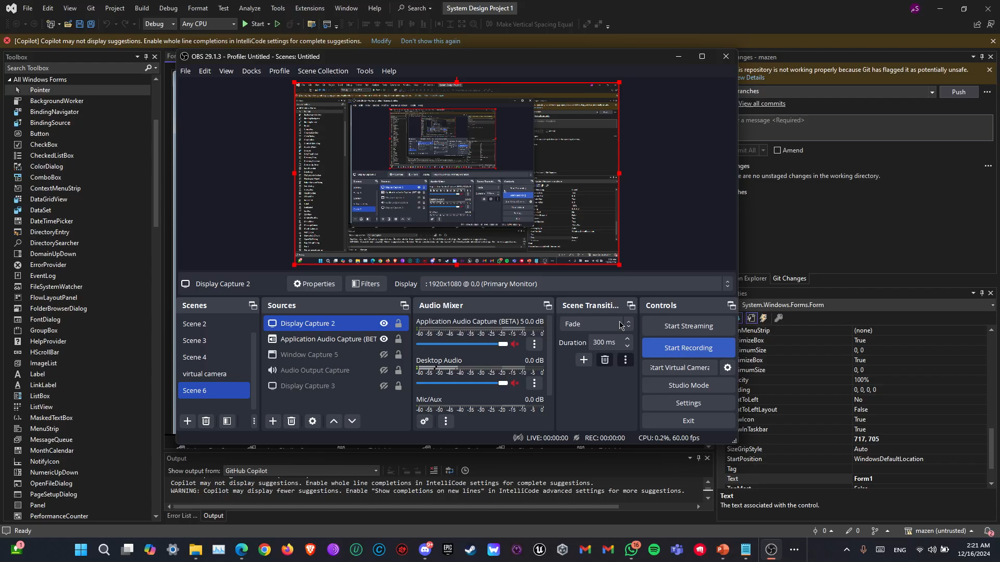 File Edit View Git Project Build Debug Format Test Analyze Tools Extensions Window Help Search System Design Project 1
Debug Any CPU Start Make Vertical Spacing Equal
[Copilot] Copilot may not display suggestions. Enable whole line completions in IntelliCode settings for complete suggestions. Modify Don't show this again
Toolbox
Search Toolbox
All Windows Forms
Pointer
BackgroundWorker
BindingNavigator
BindingSource
Button
CheckBox
CheckedListBox
ColorDialog
ComboBox
ContextMenuStrip
DataGridView
DataSet
DateTimePicker
DirectoryEntry
DirectorySearcher
DomainUpDown
ErrorProvider
EventLog
FileSystemWatcher
FlowLayoutPanel
FolderBrowserDialog
FontDialog
GroupBox
HelpProvider
HScrollBar
ImageList
Label
LinkLabel
ListBox
ListView
MaskedTextBox
MenuStrip
MessageQueue
MonthCalendar
NotifyIcon
NumericUpDown
OpenFileDialog
PageSetupDialog
Panel
PerformanceCounter
For
OBS 29.1.3 - Profile: Untitled - Scenes: Untitled
File Edit View Docks Profile Scene Collection Tools Help
Display Capture 2 Properties Filters Display : 1920x1080 @ 0,0 (Primary Monitor)
Scenes
Scene 2
Scene 3
Scene 4
virtual camera
Scene 6
Sources
Display Capture 2
Application Audio Capture (BET
Window Capture 5
Audio Output Capture
Display Capture 3
Audio Mixer
Application Audio Capture (BETA) 5 0.0 dB
-60 -55 -50 -45 -40 -35 -30 -25 -20 -15 -10 -5 0
Desktop Audio 0.0 dB
-60 -55 -50 -45 -40 -35 -30 -25 -20 -15 -10 -5 0
Mic/Aux 0.0 dB
-60 -55 -50 -45 -40 -35 -30 -25 -20 -15 -10 -5 0
Scene Transiti...
Fade
Duration 300 ms
Controls
Start Streaming
Start Recording
Start Virtual Camera
Studio Mode
Settings
Exit
LIVE: 00:00:00 REC: 00:00:00 CPU: 0.2%, 60.00 fps
Output
Show output from: GitHub Copilot
Copilot may not display suggestions. Enable whole line completions in IntelliCode settings for complete suggestions.
WARNING: Copilot may display fewer suggestions. Enable "Show completions on new lines" in IntelliCode advanced settings for more suggestions.
Error List ... Output
anges - mazen
is repository is not working properly because Git has flagged it as potentially unsafe.
ew Details
ranches Push
View all commits
r a message <Required>
mit All Amend
nges
re are no unstaged changes in the working directory.
on Explorer Git Changes
ties
System.Windows.Forms.Form
inMenuStrip (none)
imizeBox True
imumSize 0, 0
imizeBox True
imumSize 0, 0
acity 100%
ding 0, 0, 0, 0
htToLeft No
htToLeftLayout False
wIcon True
wInTaskbar True
717, 705
SizeGripStyle Auto
StartPosition WindowsDefaultLocation
Tag
Text Form1
Text
The text associated with the control.
Ready 0 0 mazen (untrusted) 2
1 9+ EPIC GAMES 16 ENG 2:21 AM
12/16/2024